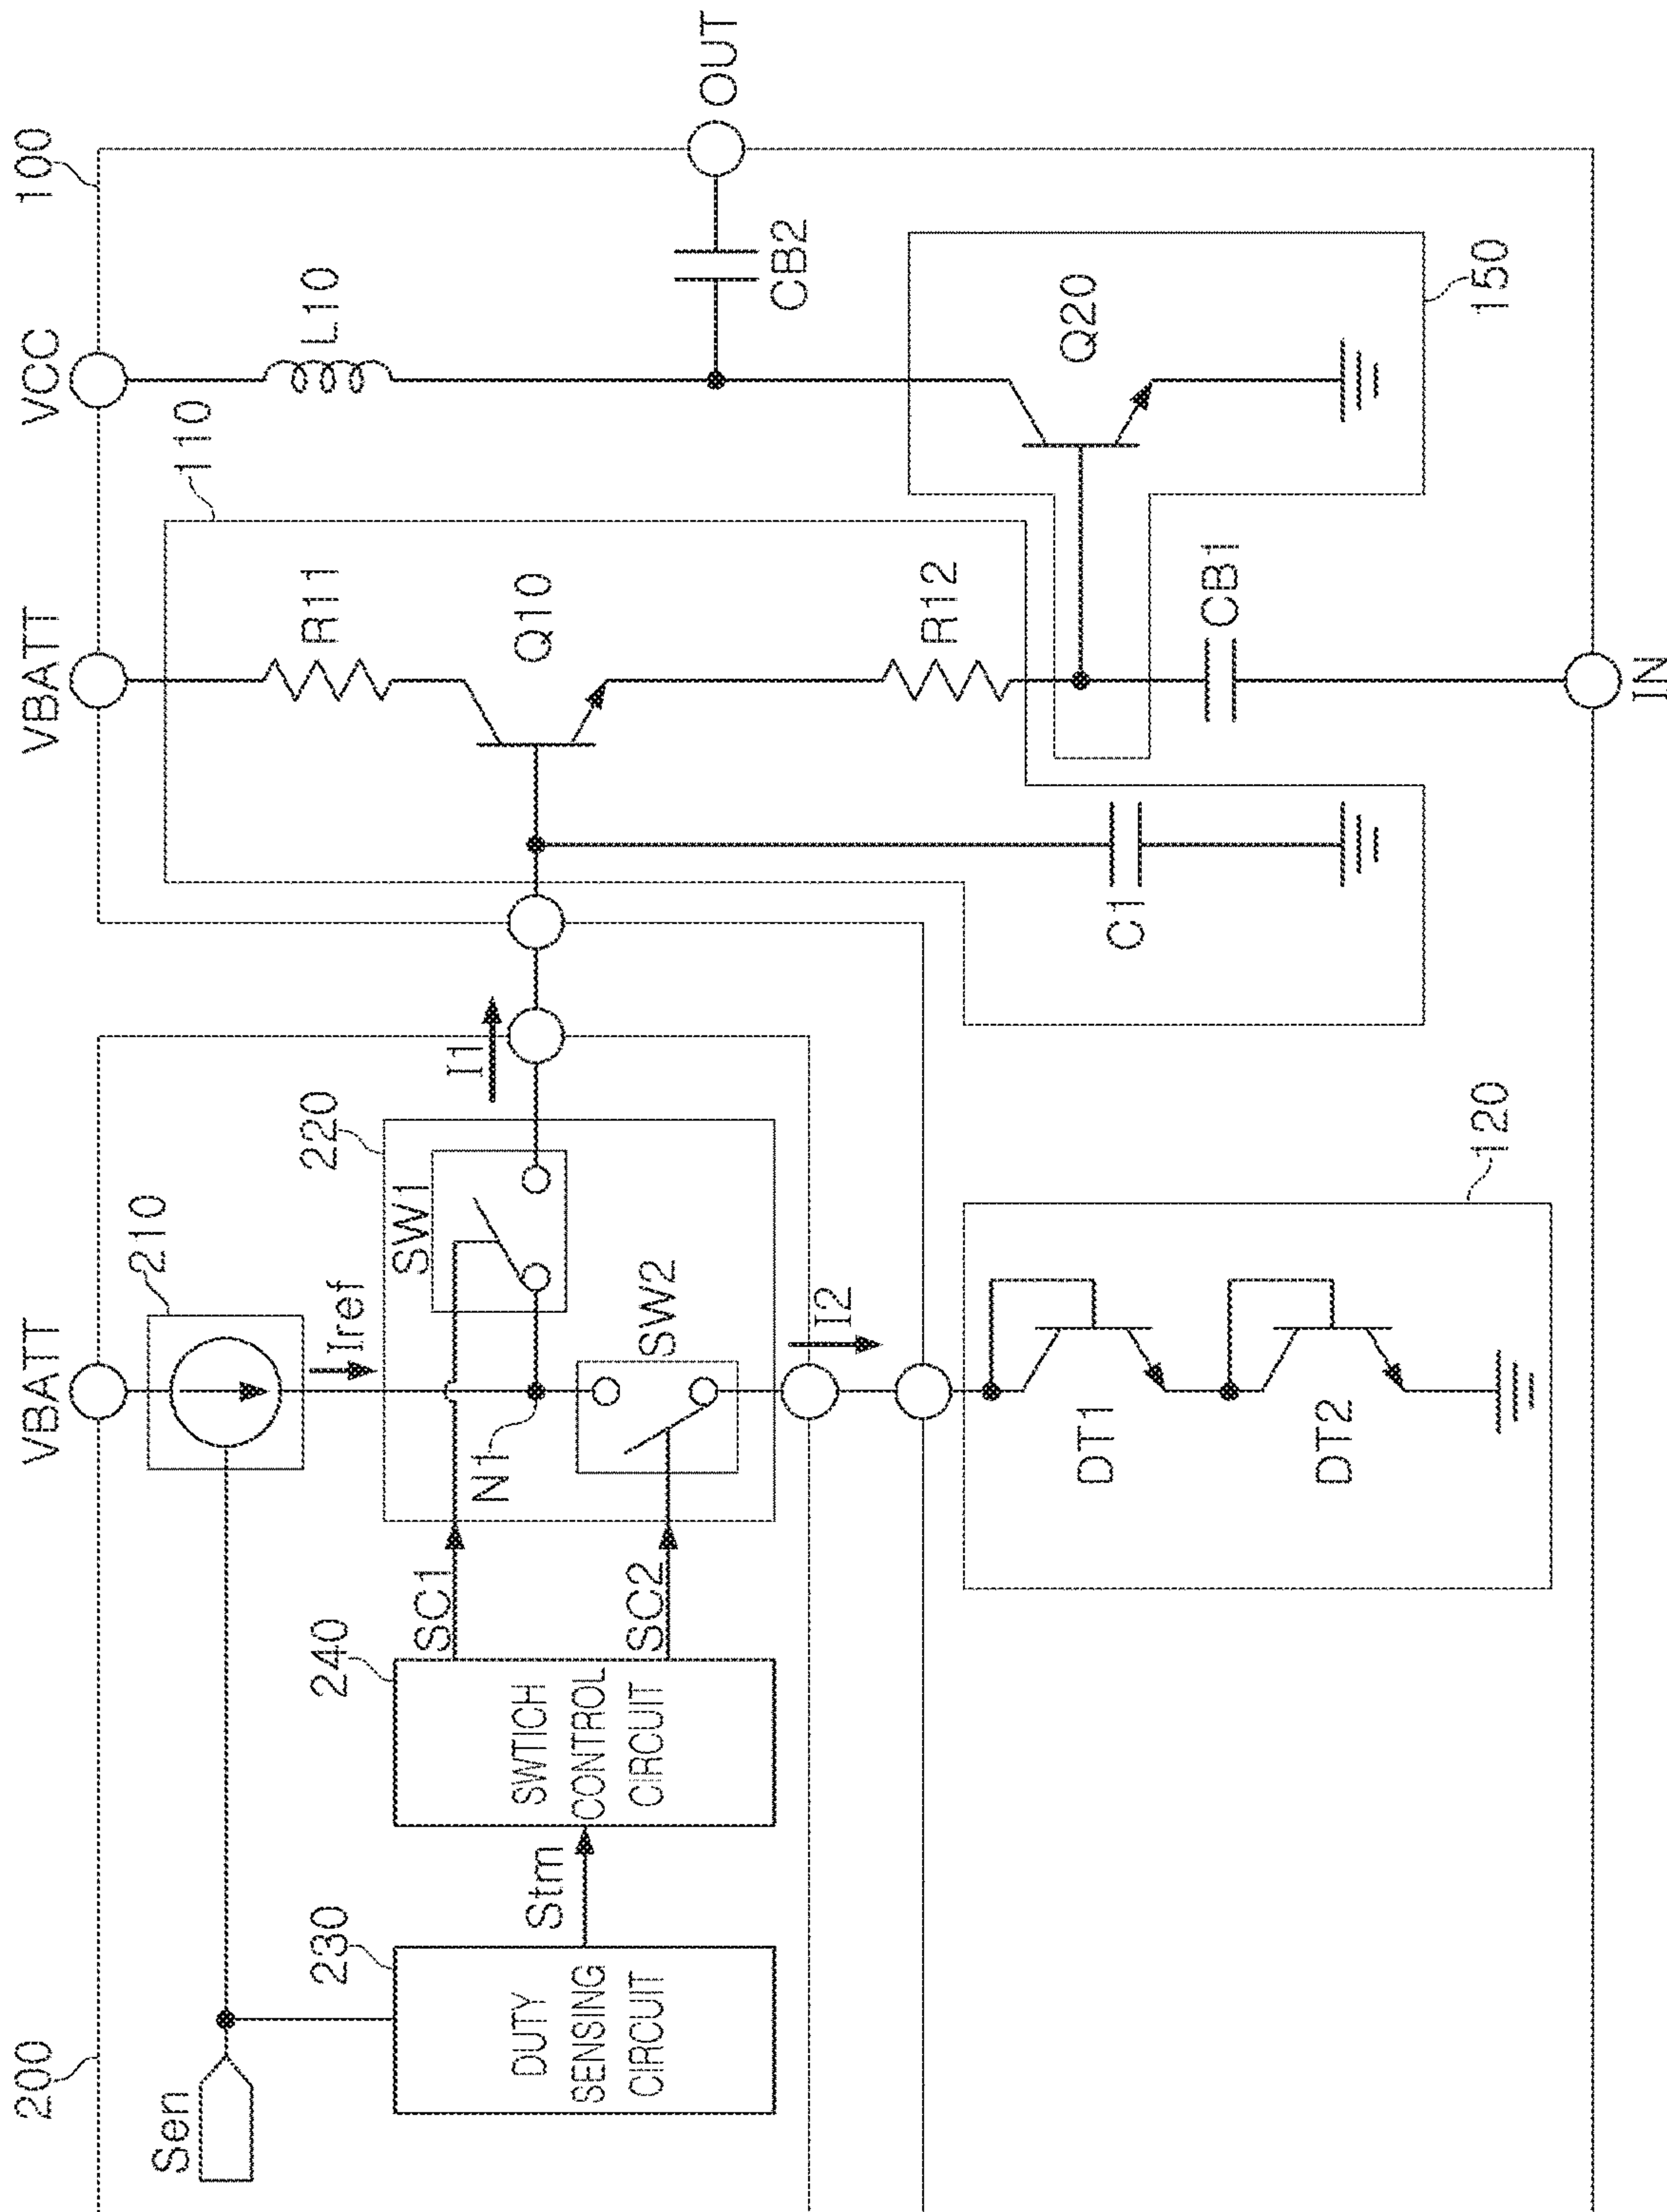 200
VBATT
VBATT
VCC
100
Sen
210
110
Iref
R11
L10
OUT
230
240
220
I1
Q10
CB2
SC1
SW1
N1
DUTY
SENSING
CIRCUIT
Stm
SWTICH
CONTROL
CIRCUIT
SC2
SW2
I2
R12
Q20
C1
CB1
150
DT1
DT2
120
IN